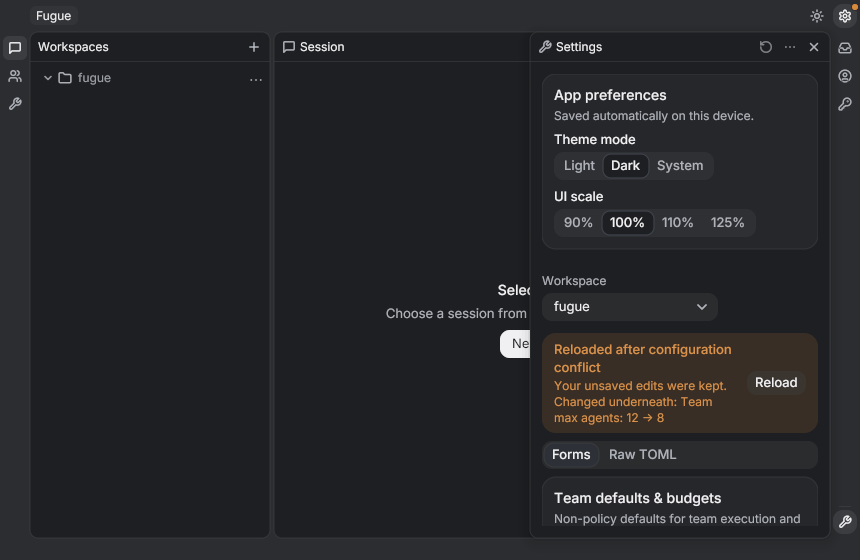 Fugue
Workspaces
fugue
Session
Choose a session from
Settings
App preferences
Saved automatically on this device.
Theme mode
Light Dark System
UI scale
90% 100% 110% 125%
Workspace
fugue
Reloaded after configuration
conflict
Your unsaved edits were kept.
Changed underneath: Team
max agents: 12 → 8
Reload
Forms Raw TOML
Team defaults & budgets
Non-policy defaults for team execution and